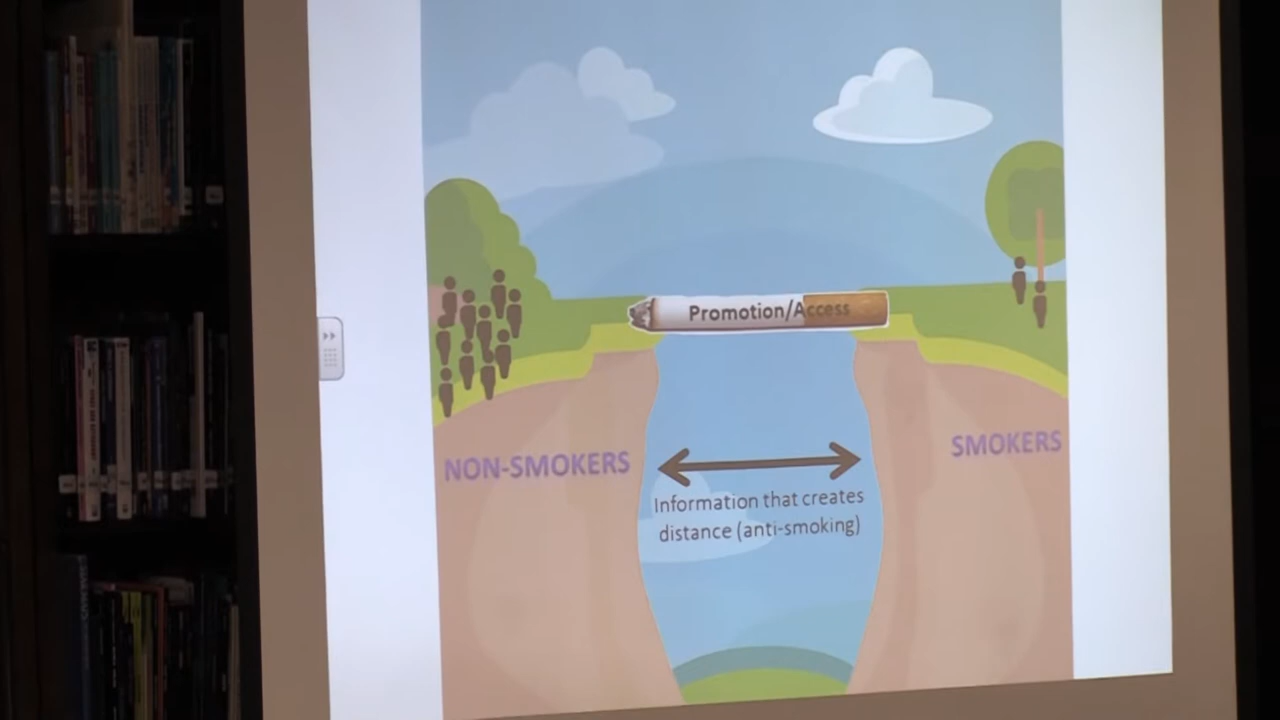 Promotion/Access
NON-SMOKERS
SMOKERS
Information that creates
distance (anti-smoking)